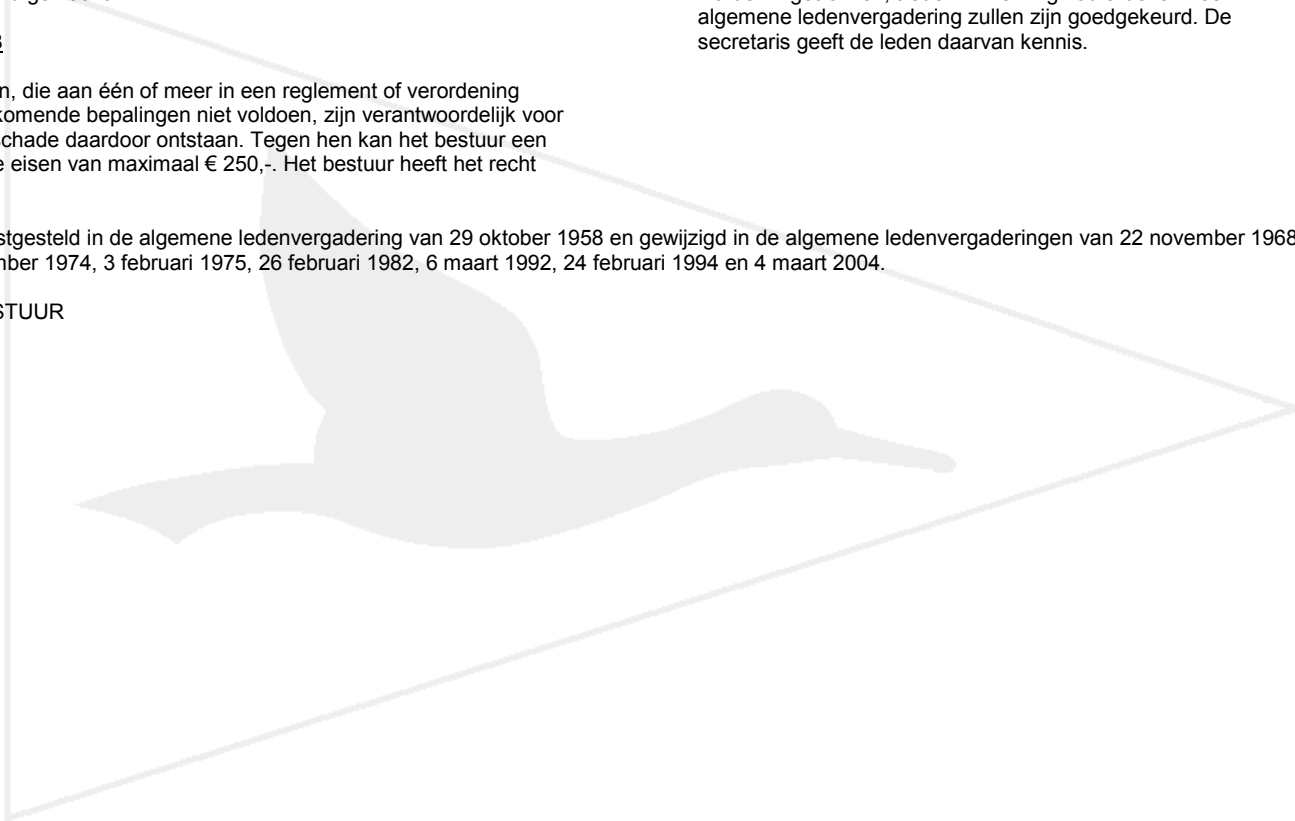 3
n, die aan één of meer in een reglement of verordening
komende bepalingen niet voldoen, zijn verantwoordelijk voor
chade daardoor ontstaan. Tegen hen kan het bestuur een
e eisen van maximaal € 250,-. Het bestuur heeft het recht
algemene ledenvergadering zullen zijn goedgekeurd. De
secretaris geeft de leden daarvan kennis.
stgesteld in de algemene ledenvergadering van 29 oktober 1958 en gewijzigd in de algemene ledenvergaderingen van 22 november 1968
mber 1974, 3 februari 1975, 26 februari 1982, 6 maart 1992, 24 februari 1994 en 4 maart 2004.
STUUR